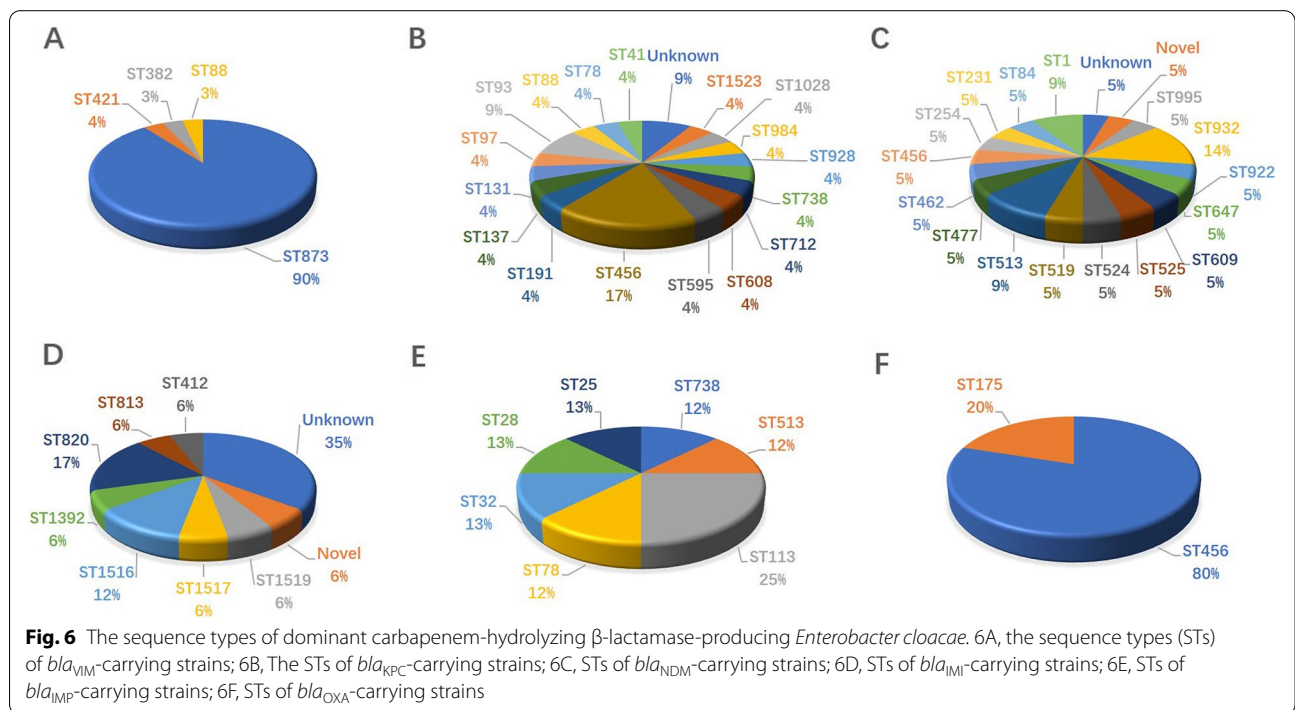 A
ST382
3%
ST88
3%
ST421
4%
ST873
90%
B
ST41
4%
Unknown
9%
ST1523
4%
ST1028
4%
ST984
4%
ST928
4%
ST738
4%
ST712
4%
ST608
4%
ST595
4%
ST456
17%
ST191
4%
ST137
4%
ST131
4%
ST97
4%
ST93
9%
ST88
4%
ST78
4%
C
ST1
9%
Unknown
5%
Novel
5%
ST995
5%
ST932
14%
ST922
5%
ST647
5%
ST609
5%
ST525
5%
ST524
5%
ST519
5%
ST513
9%
ST477
5%
ST462
5%
ST456
5%
ST254
5%
ST231
5%
ST84
5%
D
ST412
6%
Unknown
35%
Novel
6%
ST1519
6%
ST1517
6%
ST1516
12%
ST1392
6%
ST820
17%
ST813
6%
E
ST25
13%
ST738
12%
ST513
12%
ST113
25%
ST78
12%
ST32
13%
ST28
13%
F
ST175
20%
ST456
80%
Fig. 6 The sequence types of dominant carbapenem-hydrolyzing β-lactamase-producing Enterobacter cloacae. 6A, the sequence types (STs)
of blaVIM-carrying strains; 6B, The STs of blaKPC-carrying strains; 6C, STs of blaNDM-carrying strains; 6D, STs of blaIMI-carrying strains; 6E, STs of
blaIMP-carrying strains; 6F, STs of blaOXA-carrying strains